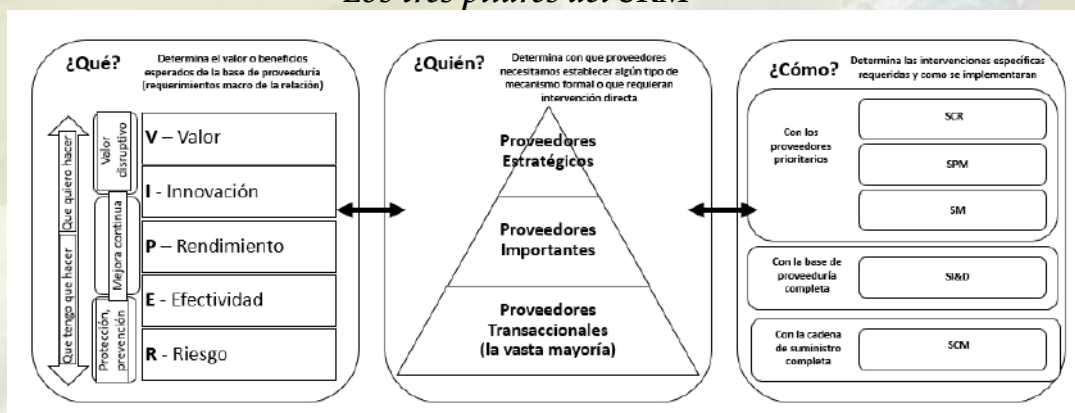 Los tres pilares del SRM
¿Qué?
Determina el valor o beneficios
esperados de la base de proveeduría
(requerimientos macro de la relación)
Que quiero hacer
Que tengo que hacer
Valor
disruptivo
Mejora continua
Protección,
prevención
V – Valor
I - Innovación
P – Rendimiento
E - Efectividad
R - Riesgo
¿Quién?
Determina con que proveedores
necesitamos establecer algún tipo de
mecanismo formal o que requieran
intervención directa
Proveedores
Estratégicos
Proveedores
Importantes
Proveedores
Transaccionales
(la vasta mayoría)
¿Cómo?
Determina las intervenciones específicas
requeridas y como se implementaran
Con los
proveedores
prioritarios
SCR
SPM
SM
Con la base de
proveeduría
completa
SI&D
Con la cadena
de suministro
completa
SCM